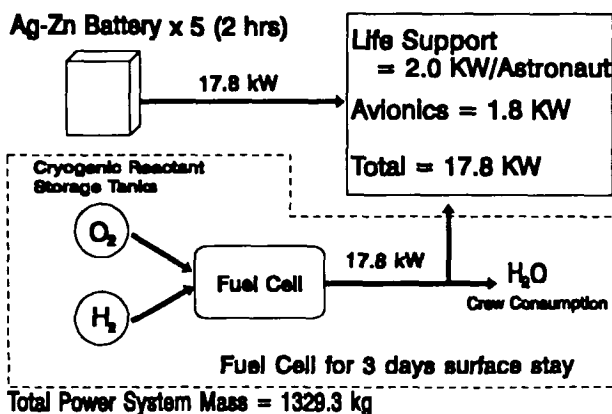 Ag-Zn Battery x 5 (2 hrs)
17.8 kW
Life Support
= 2.0 KW/Astronaut
Avionics = 1.8 KW
Total = 17.8 KW
Cryogenic Reactant
Storage Tanks
O₂
H₂
Fuel Cell
17.8 kW
H₂O
Crew Consumption
Fuel Cell for 3 days surface stay
Total Power System Mass = 1329.3 kg